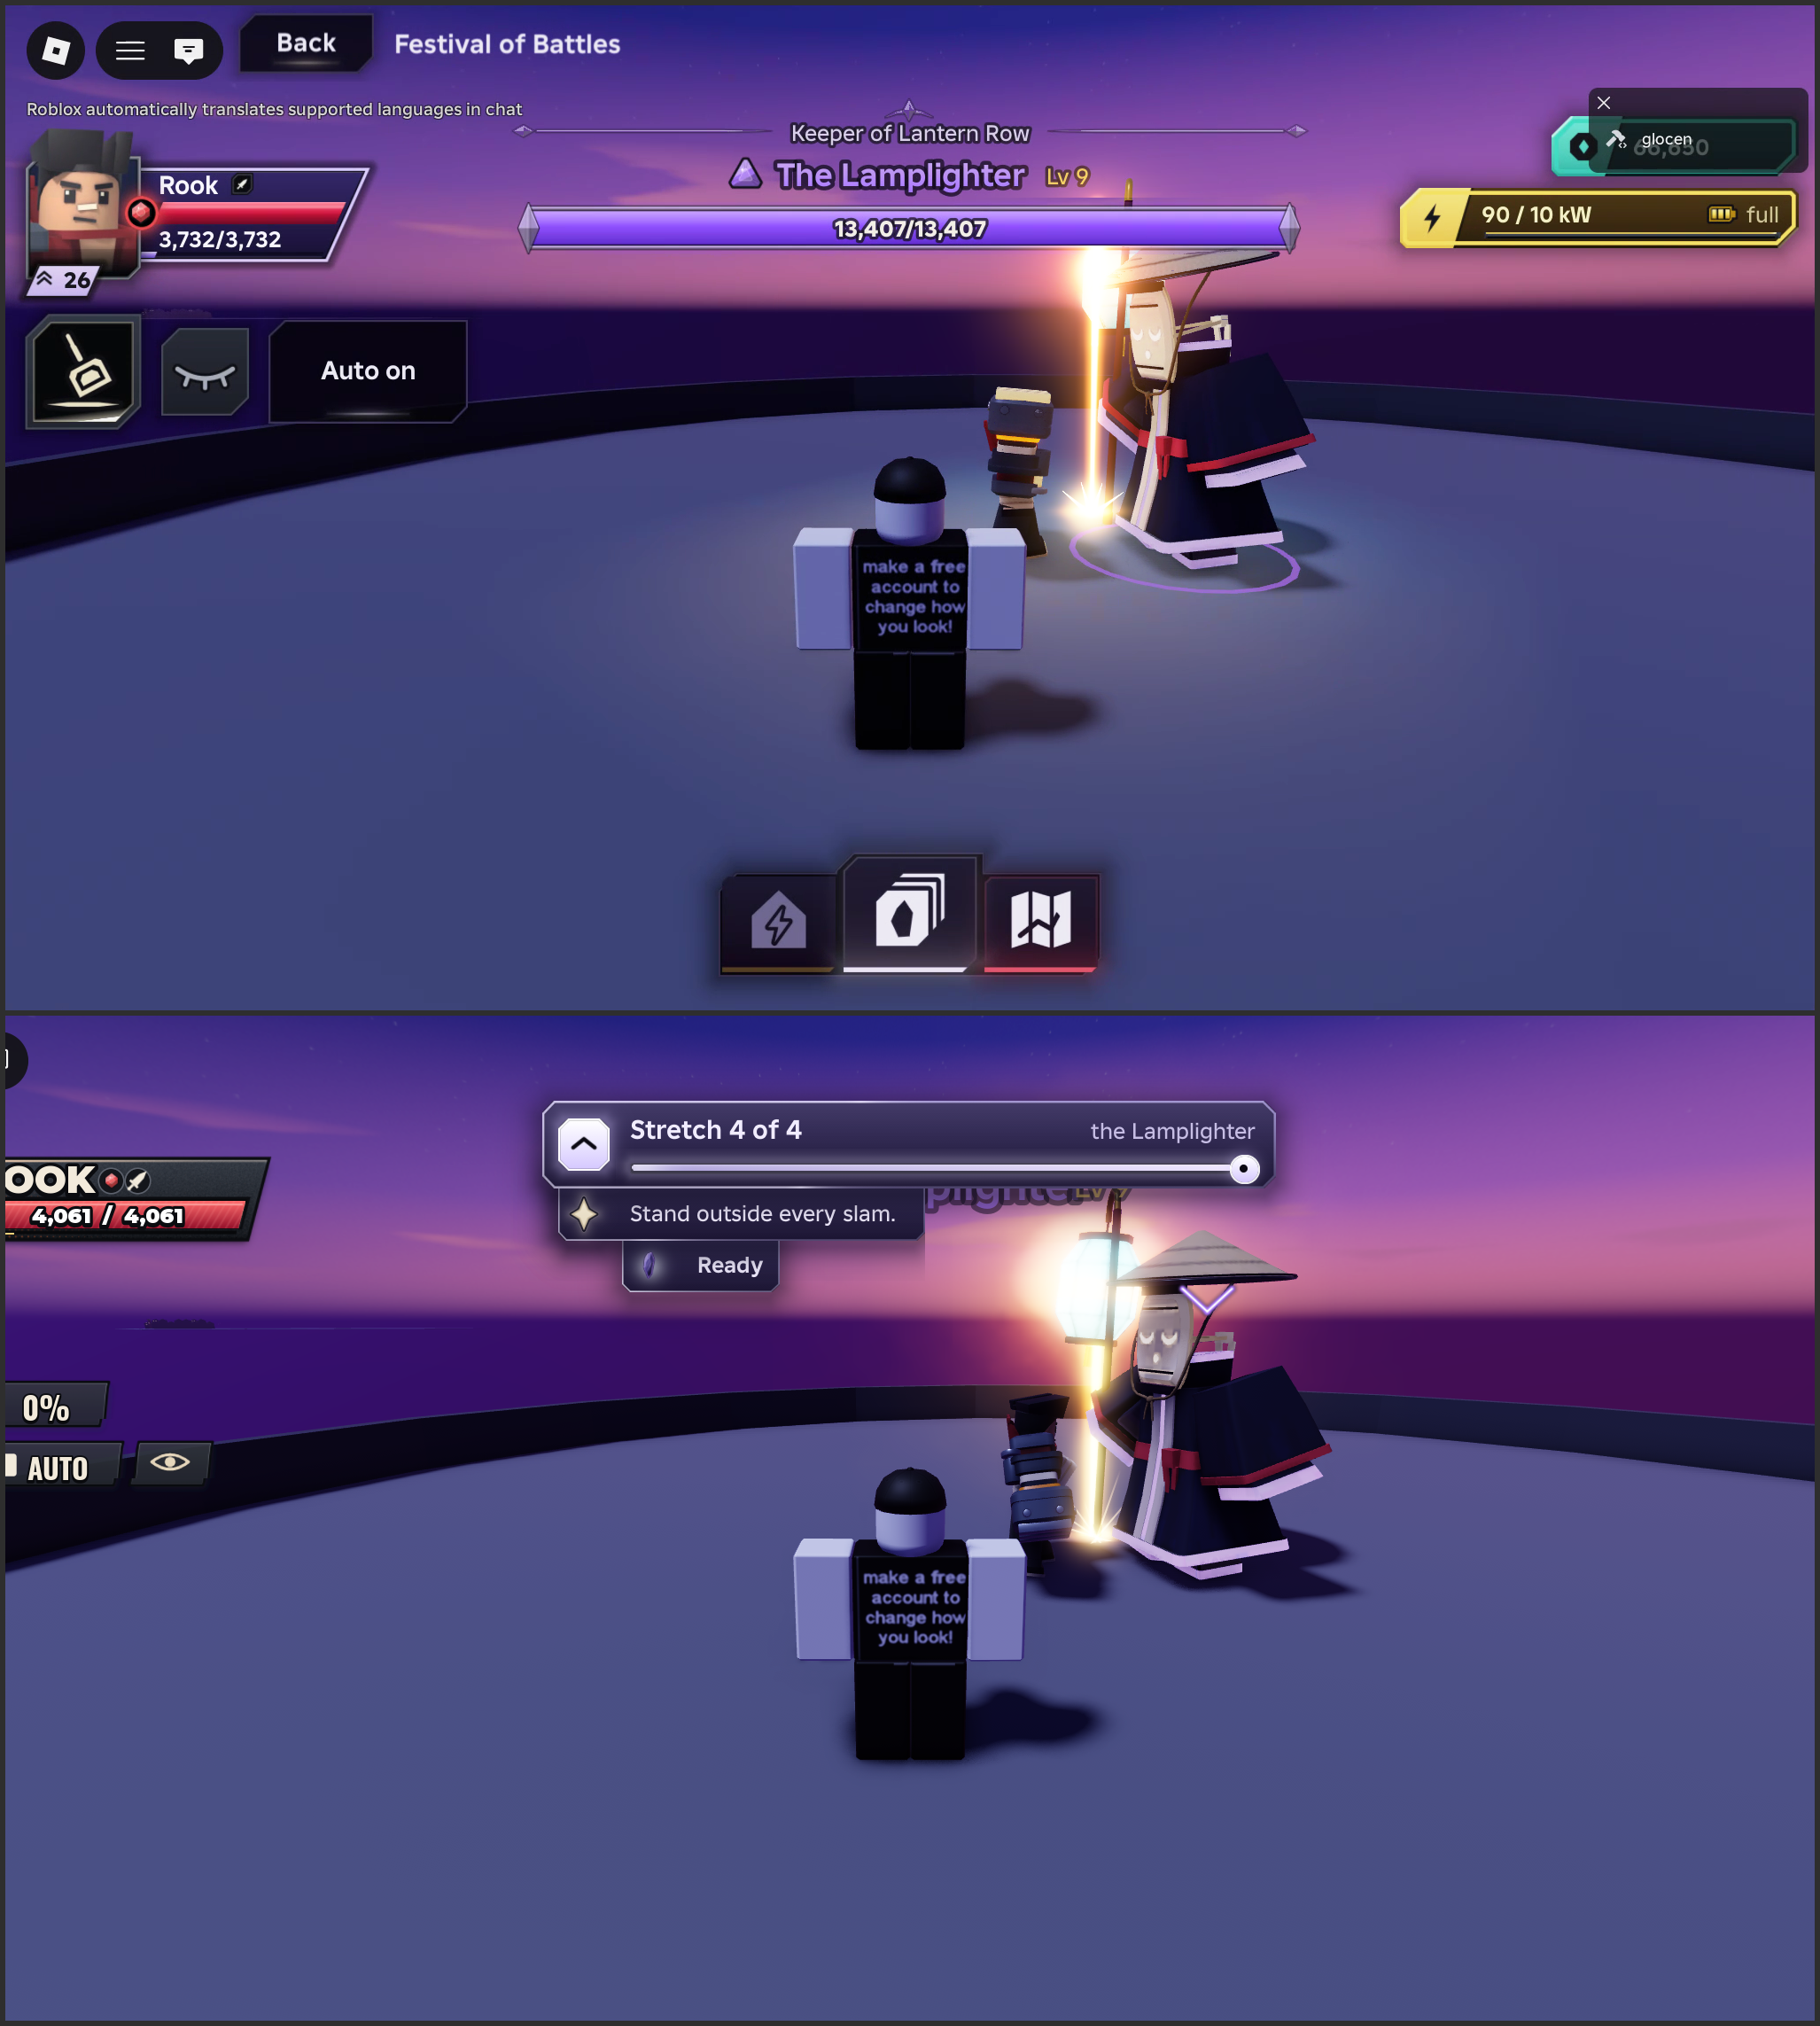 Back
Festival of Battles
Roblox automatically translates supported languages in chat
Keeper of Lantern Row
The Lamplighter Lv 9
13,407/13,407
glocen
Rook
3,732/3,732
26
90 / 10 kW
full
Auto on
make a free
account to
change how
you look!
Stretch 4 of 4
the Lamplighter
Stand outside every slam.
Ready
OOK
4,061 / 4,061
plighte Lv 9
0%
AUTO
make a free
account to
change how
you look!